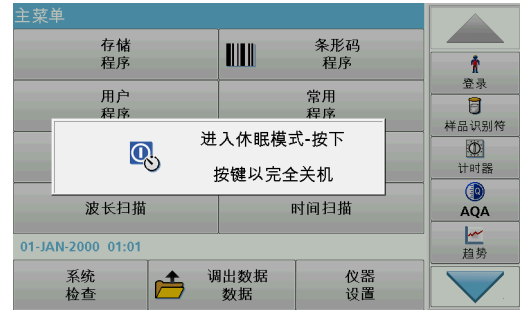 主菜单
存储
程序
条形码
程序
用户
程序
常用
程序
进入休眠模式-按下
按键以完全关机
波长扫描
时间扫描
01-JAN-2000 01:01
系统
检查
调出数据
数据
仪器
设置
登录
样品识别符
计时器
AQA
趋势